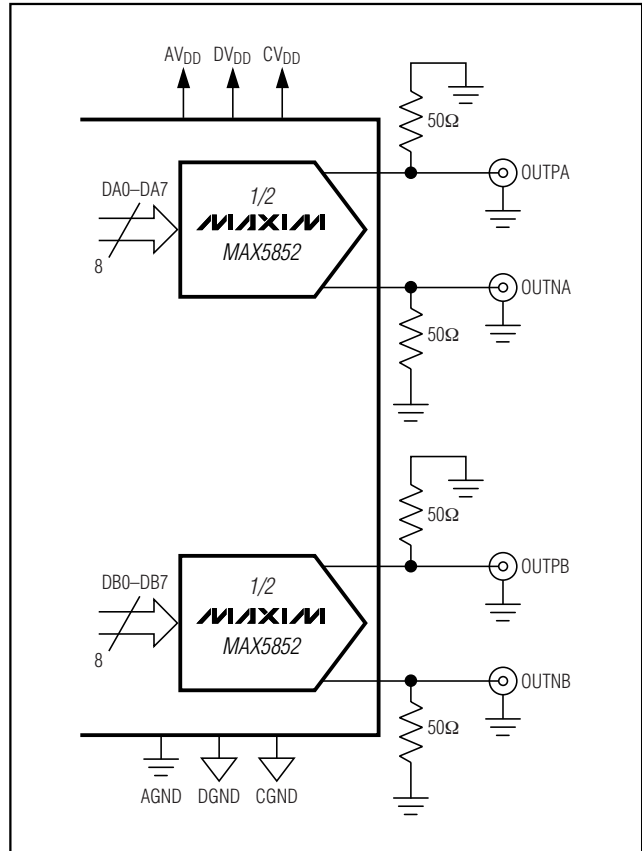 AVDD DVDD CVDD
50Ω
DA0–DA7
8
1/2
MAXIM
MAX5852
OUTPA
OUTNA
50Ω
50Ω
DB0–DB7
8
1/2
MAXIM
MAX5852
OUTPB
OUTNB
50Ω
AGND DGND CGND